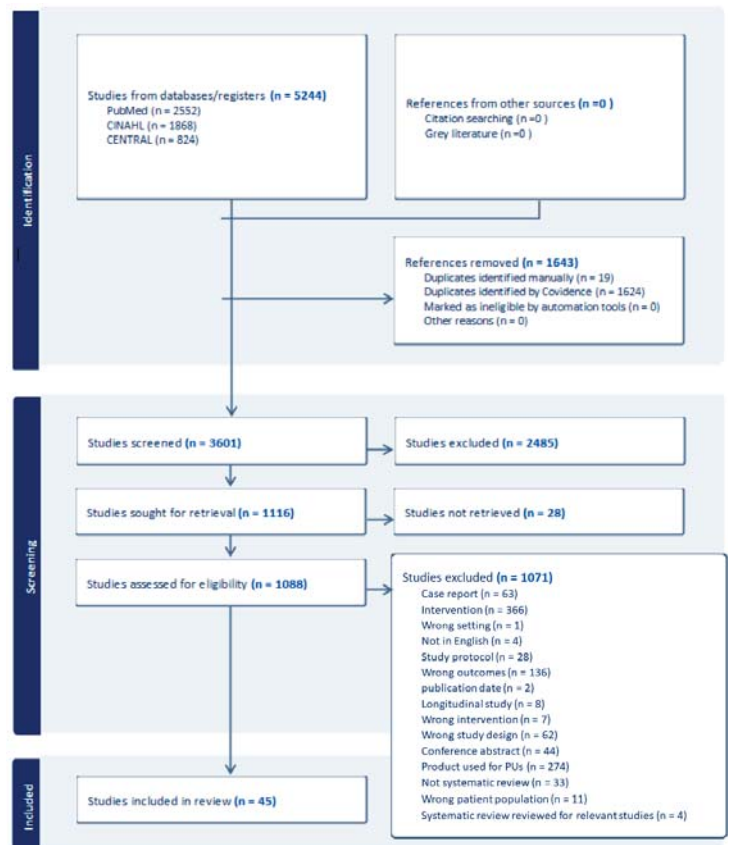 Identification
Studies from databases/registers (n = 5244)
PubMed (n = 2552)
CINAHL (n = 1868)
CENTRAL (n = 824)
References from other sources (n =0 )
Citation searching (n =0 )
Grey literature (n =0 )
References removed (n = 1643)
Duplicates identified manually (n = 19)
Duplicates identified by Covidence (n = 1624)
Marked as ineligible by automation tools (n = 0)
Other reasons (n = 0)
Screening
Studies screened (n = 3601)
Studies excluded (n = 2485)
Studies sought for retrieval (n = 1116)
Studies not retrieved (n = 28)
Studies assessed for eligibility (n = 1088)
Studies excluded (n = 1071)
Case report (n = 63)
Intervention (n = 366)
Wrong setting (n = 1)
Not in English (n = 4)
Study protocol (n = 28)
Wrong outcomes (n = 136)
publication date (n = 2)
Longitudinal study (n = 8)
Wrong intervention (n = 7)
Wrong study design (n = 62)
Conference abstract (n = 44)
Product used for PUs (n = 274)
Not systematic review (n = 33)
Wrong patient population (n = 11)
Systematic review reviewed for relevant studies (n = 4)
Included
Studies included in review (n = 45)